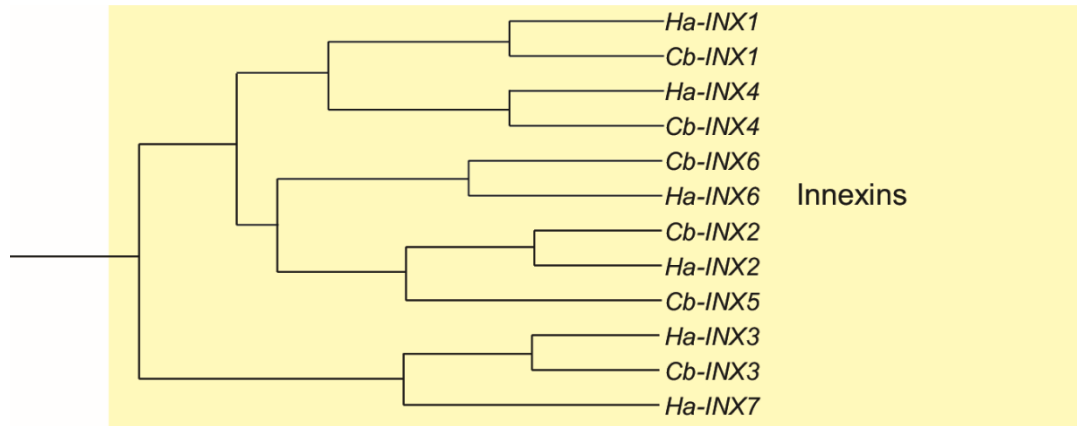 Ha-INX1
Cb-INX1
Ha-INX4
Cb-INX4
Cb-INX6
Ha-INX6
Innexins
Cb-INX2
Ha-INX2
Cb-INX5
Ha-INX3
Cb-INX3
Ha-INX7